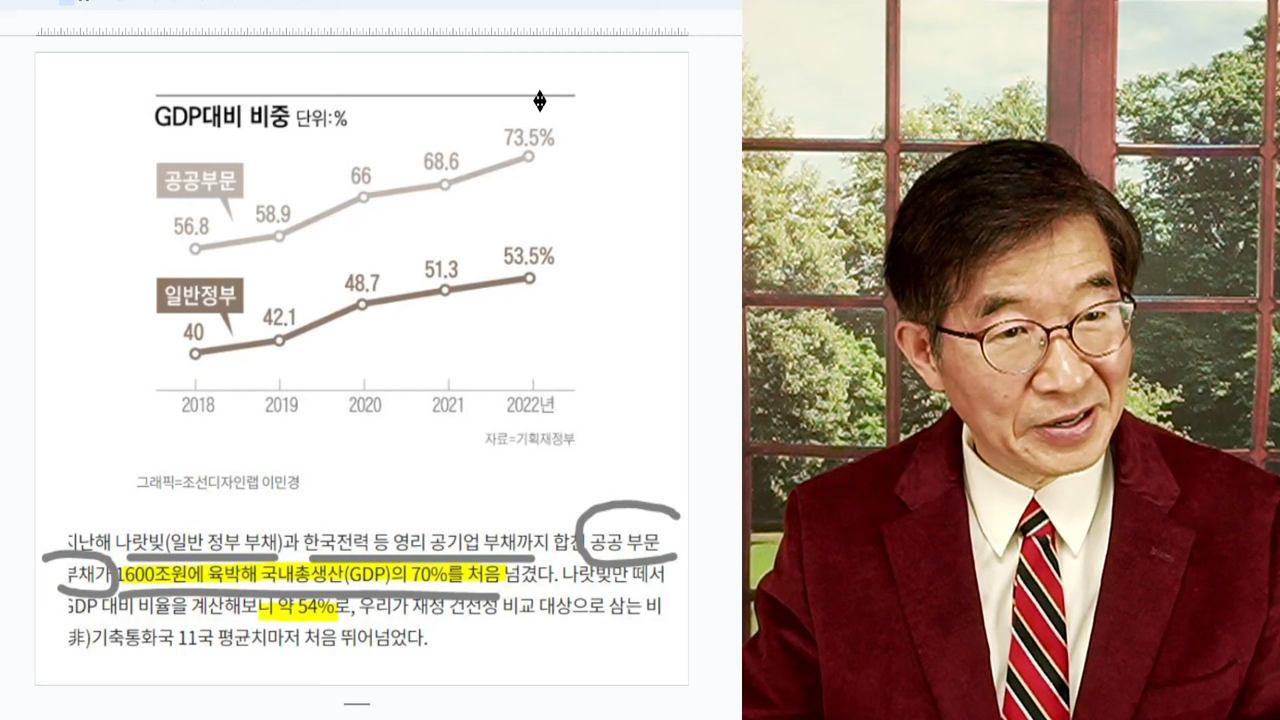 GDP대비 비중 단위:%
73.5%
68.6
66
공공부문
58.9
56.8
53.5%
51.3
48.7
일반정부
42.1
40
2018 2019 2020 2021 2022년
자료=기획재정부
그래픽=조선디자인랩 이민경
지난해 나랏빚(일반 정부 부채)과 한국전력 등 영리 공기업 부채까지 합친 공공 부문
부채가 1600조원에 육박해 국내총생산(GDP)의 70%를 처음 넘겼다. 나랏빚만 떼서
GDP 대비 비율을 계산해보니 약 54%로, 우리가 재정 건전성 비교 대상으로 삼는 비
非)기축통화국 11국 평균치마저 처음 뛰어넘었다.